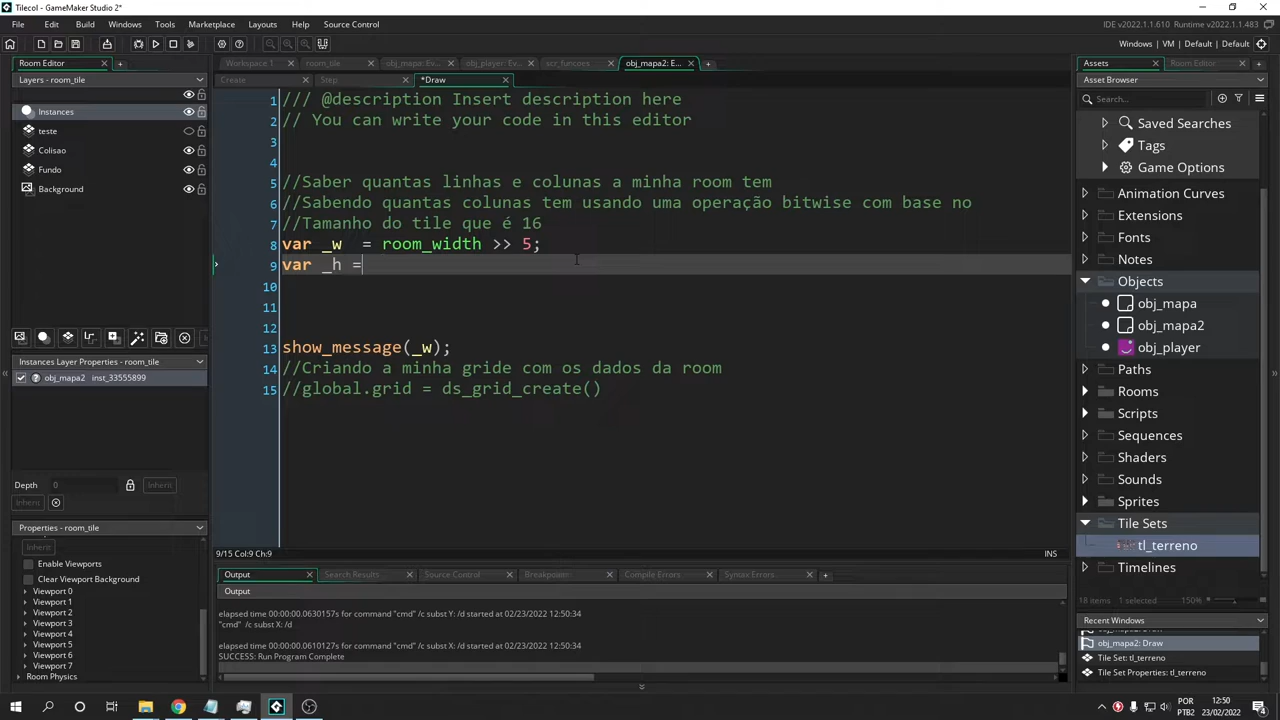 Tilecol - GameMaker Studio 2*
File Edit Build Windows Tools Marketplace Layouts Help Source Control
IDE v2022.1.1.610 Runtime v2022.1.1.483
Windows | VM | Default | Default
Room Editor
Layers - room_tile
Instances
teste
Colisao
Fundo
Background
Instances Layer Properties - room_tile
obj_mapa2 inst_33555899
Depth 0 Inherit
Inherit
Properties - room_tile
Inherit
Enable Viewports
Clear Viewport Background
Viewport 0
Viewport 1
Viewport 2
Viewport 3
Viewport 4
Viewport 5
Viewport 6
Viewport 7
Room Physics
Workspace 1 room_tile obj_mapa: Ev... obj_player: Eve... scr_funcoes obj_mapa2: E...
Create Step *Draw
1 /// @description Insert description here
2 // You can write your code in this editor
3
4
5 //Saber quantas linhas e colunas a minha room tem
6 //Sabendo quantas colunas tem usando uma operação bitwise com base no
7 //Tamanho do tile que é 16
8 var _w  = room_width >> 5;
9 var _h =
10
11
12
13 show_message(_w);
14 //Criando a minha gride com os dados da room
15 //global.grid = ds_grid_create()
9/15 Col:9 Ch:9
INS
Output Search Results Source Control Breakpoints Compile Errors Syntax Errors
Output
elapsed time 00:00:00.0630157s for command "cmd" /c subst Y: /d started at 02/23/2022 12:50:34
"cmd" /c subst X: /d
elapsed time 00:00:00.0610127s for command "cmd" /c subst X: /d started at 02/23/2022 12:50:34
SUCCESS: Run Program Complete
Assets Room Editor
Asset Browser
Search...
Saved Searches
Tags
Game Options
Animation Curves
Extensions
Fonts
Notes
Objects
obj_mapa
obj_mapa2
obj_player
Paths
Rooms
Scripts
Sequences
Shaders
Sounds
Sprites
Tile Sets
tl_terreno
Timelines
18 items 1 selected 150%
Recent Windows
obj_mapa2: Draw
Tile Set: tl_terreno
Tile Set Properties: tl_terreno
POR
PTB2
12:50
23/02/2022
4